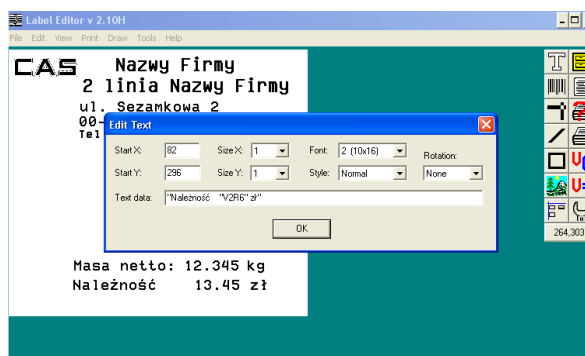 Label Editor v 2.10H
File Edit View Print Draw Tools Help
CAS Nazwy Firmy
2 linia Nazwy Firmy
ul. Sezamkowa 2
00-
Tel
Edit Text
Start X: 82 Size X: 1 Font: 2 (10x16) Rotation:
Start Y: 296 Size Y: 1 Style: Normal None
Text data: "Należność "V2R6" zł"
OK
264,303
Masa netto: 12.345 kg
Należność 13.45 zł